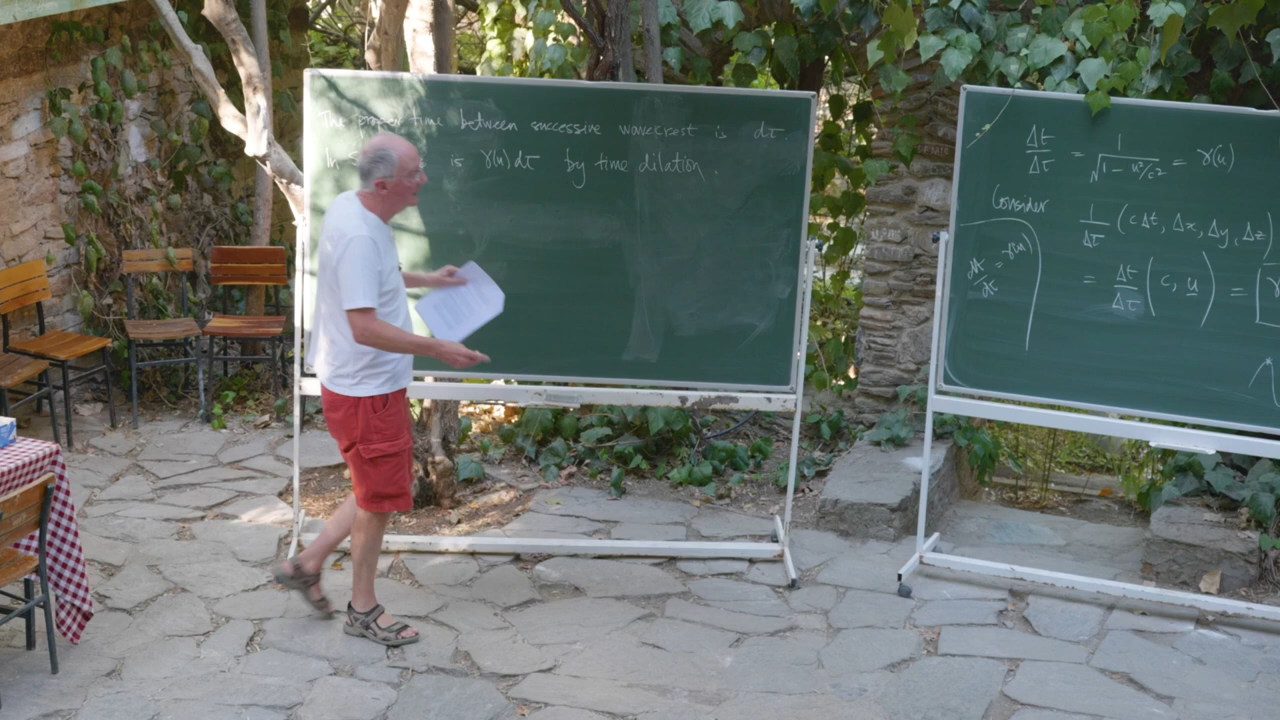 The proper time between successive wavecrest is dτ.
In is γ(u)dτ by time dilation.
Δt/Δτ = 1/√(1 - u²/c²) = γ(u)
Consider 1/Δτ (cΔt, Δx, Δy, Δz)
dt/dτ = γ(u)
= Δt/Δτ (c, u) =